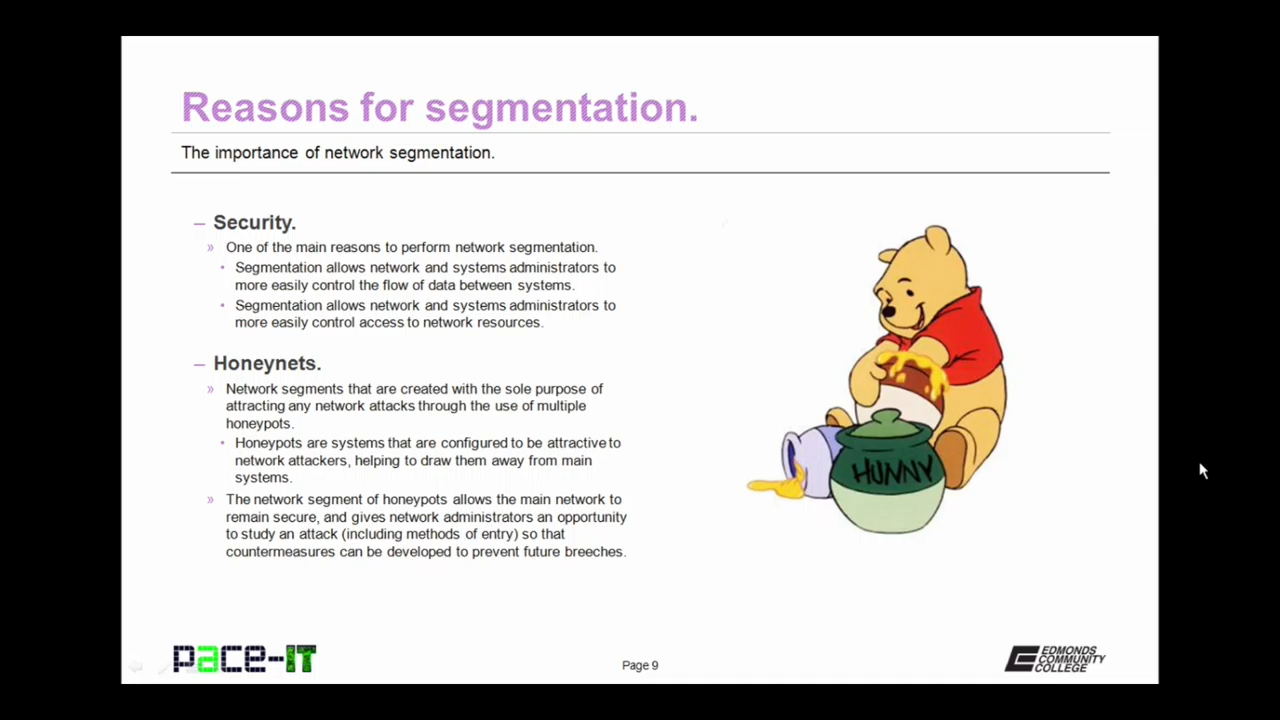 Reasons for segmentation.
The importance of network segmentation.
– Security.
» One of the main reasons to perform network segmentation.
• Segmentation allows network and systems administrators to
more easily control the flow of data between systems.
• Segmentation allows network and systems administrators to
more easily control access to network resources.
– Honeynets.
» Network segments that are created with the sole purpose of
attracting any network attacks through the use of multiple
honeypots.
• Honeypots are systems that are configured to be attractive to
network attackers, helping to draw them away from main
systems.
» The network segment of honeypots allows the main network to
remain secure, and gives network administrators an opportunity
to study an attack (including methods of entry) so that
countermeasures can be developed to prevent future breeches.
HUNNY
pace-IT
Page 9
EDMONDS
COMMUNITY
COLLEGE